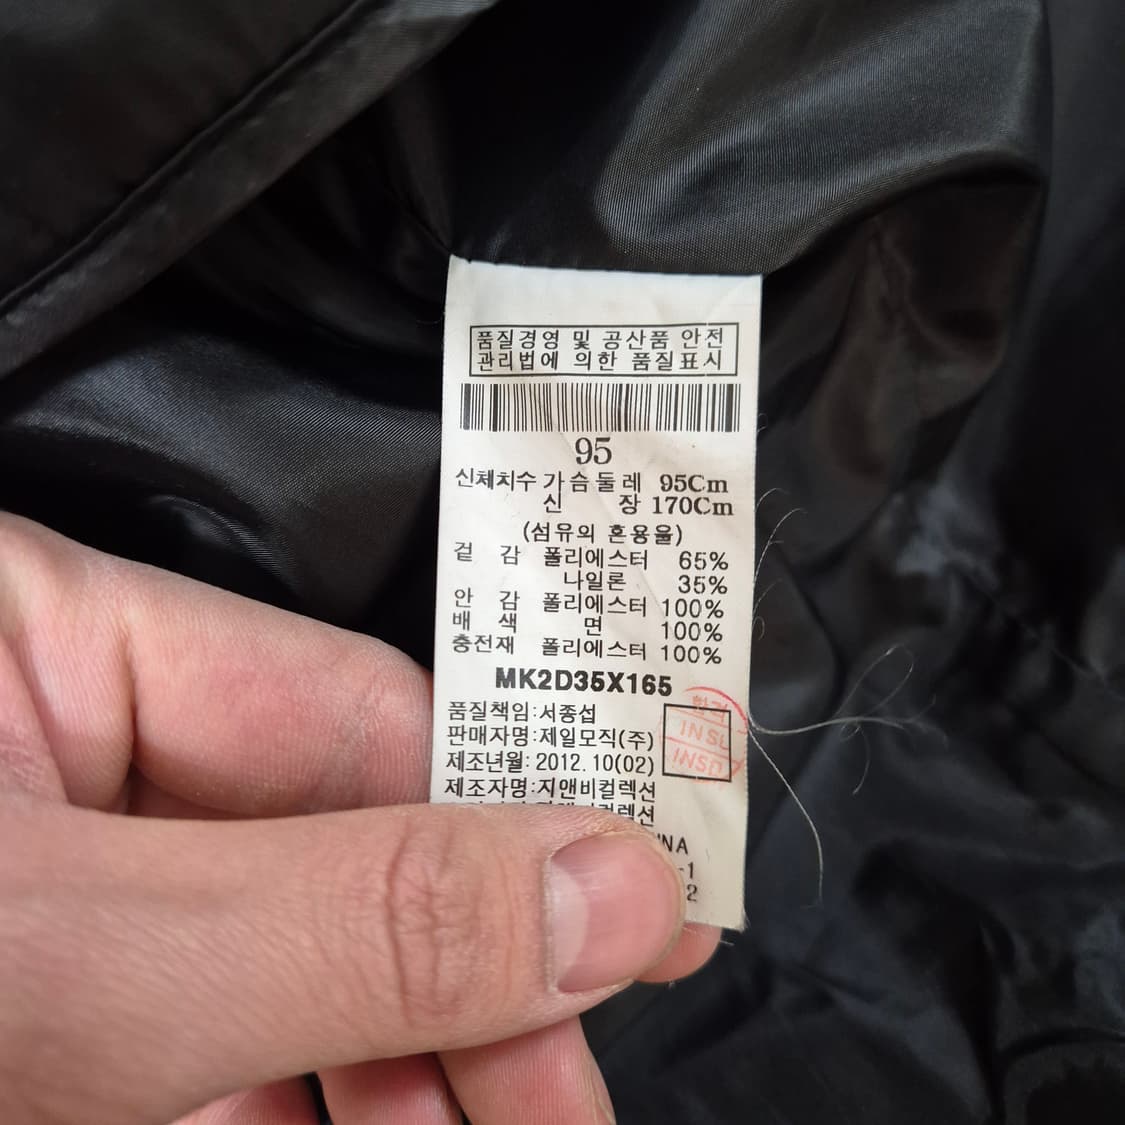 품질경영 및 공산품 안전
관리법에 의한 품질표시
95
신체치수 가슴둘레 95Cm
신 장 170Cm
(섬유의 혼용율)
겉 감 폴리에스터 65%
나일론 35%
안 감 폴리에스터 100%
배 색 면 100%
충전재 폴리에스터 100%
MK2D35X165
품질책임:서종섭
판매자명:제일모직(주)
제조년월:2012.10(02)
제조자명:지앤비컬렉션
합격
INSD